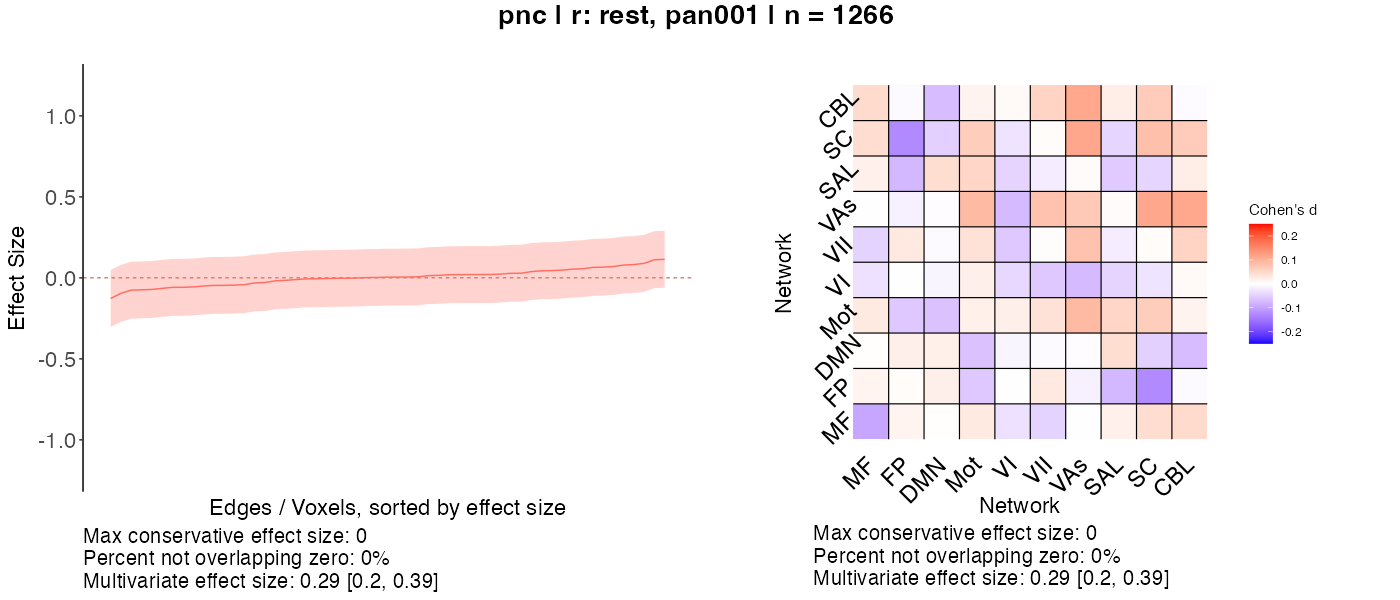 pnc | r: rest, pan001 | n = 1266
Effect Size
1.0
0.5
0.0
-0.5
-1.0
Edges / Voxels, sorted by effect size
Max conservative effect size: 0
Percent not overlapping zero: 0%
Multivariate effect size: 0.29 [0.2, 0.39]
Network
CBL
SC
SAL
VAs
VII
VI
Mot
DMN
FP
MF
MF
FP
DMN
Mot
VI
VII
VAs
SAL
SC
CBL
Network
Max conservative effect size: 0
Percent not overlapping zero: 0%
Multivariate effect size: 0.29 [0.2, 0.39]
Cohen's d
0.2
0.1
0.0
-0.1
-0.2